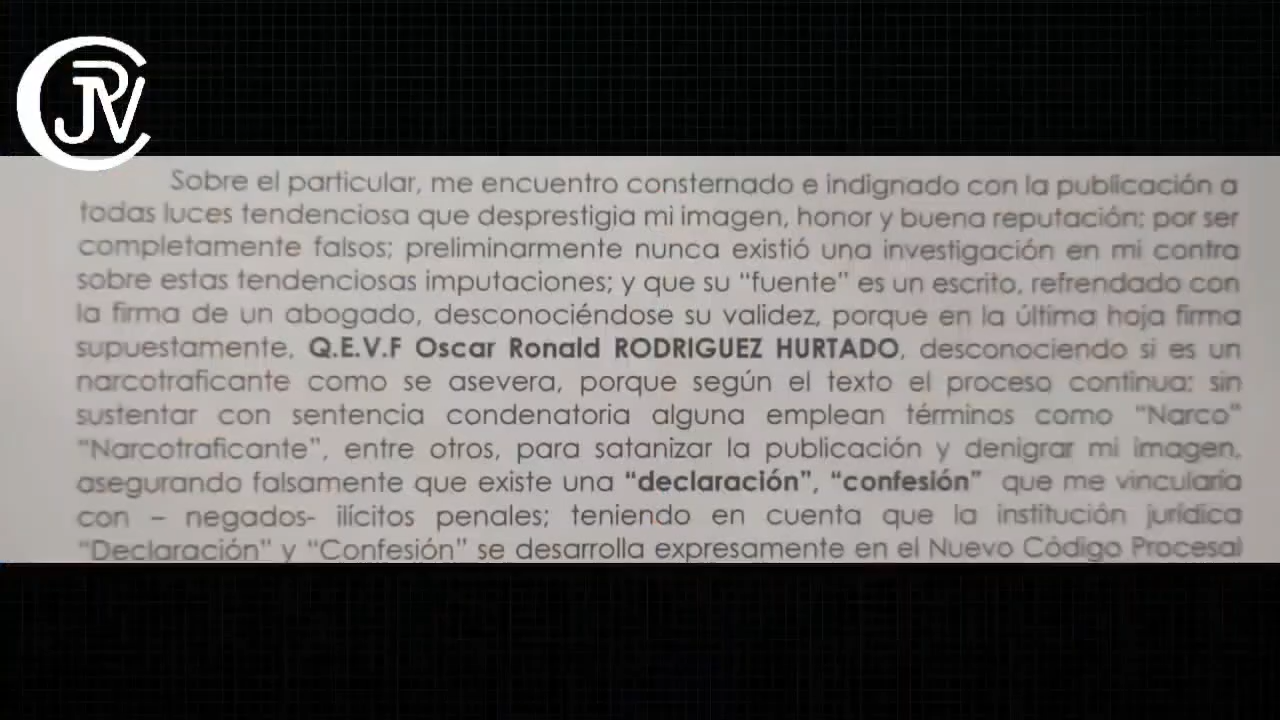 CJRV
Sobre el particular, me encuentro consternado e indignado con la publicación a
todas luces tendenciosa que desprestigia mi imagen, honor y buena reputación; por ser
completamente falsos; preliminarmente nunca existió una investigación en mi contra
sobre estas tendenciosas imputaciones; y que su "fuente" es un escrito, refrendado con
la firma de un abogado, desconociéndose su validez, porque en la última hoja firma
supuestamente, Q.E.V.F Oscar Ronald RODRIGUEZ HURTADO, desconociendo si es un
narcotraficante como se asevera, porque según el texto el proceso continua; sin
sustentar con sentencia condenatoria alguna emplean términos como "Narco"
"Narcotraficante", entre otros, para satanizar la publicación y denigrar mi imagen,
asegurando falsamente que existe una "declaración", "confesión" que me vincularía
con – negados- ilícitos penales; teniendo en cuenta que la institución jurídica
"Declaración" y "Confesión" se desarrolla expresamente en el Nuevo Código Procesal